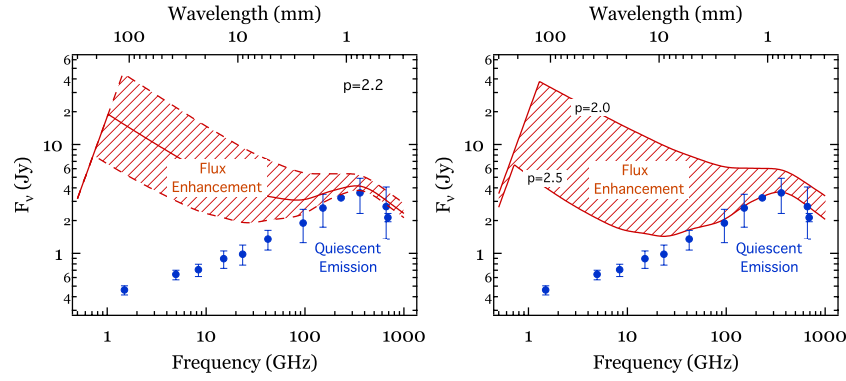 Wavelength (mm)
100 10 1
6
4
2
10
6
4
2
1
6
4
Fν (Jy)
p=2.2
Flux
Enhancement
Quiescent
Emission
1 10 100 1000
Frequency (GHz)
Wavelength (mm)
100 10 1
6
4
2
10
6
4
2
1
6
4
Fν (Jy)
p=2.0
p=2.5
Flux
Enhancement
Quiescent
Emission
1 10 100 1000
Frequency (GHz)